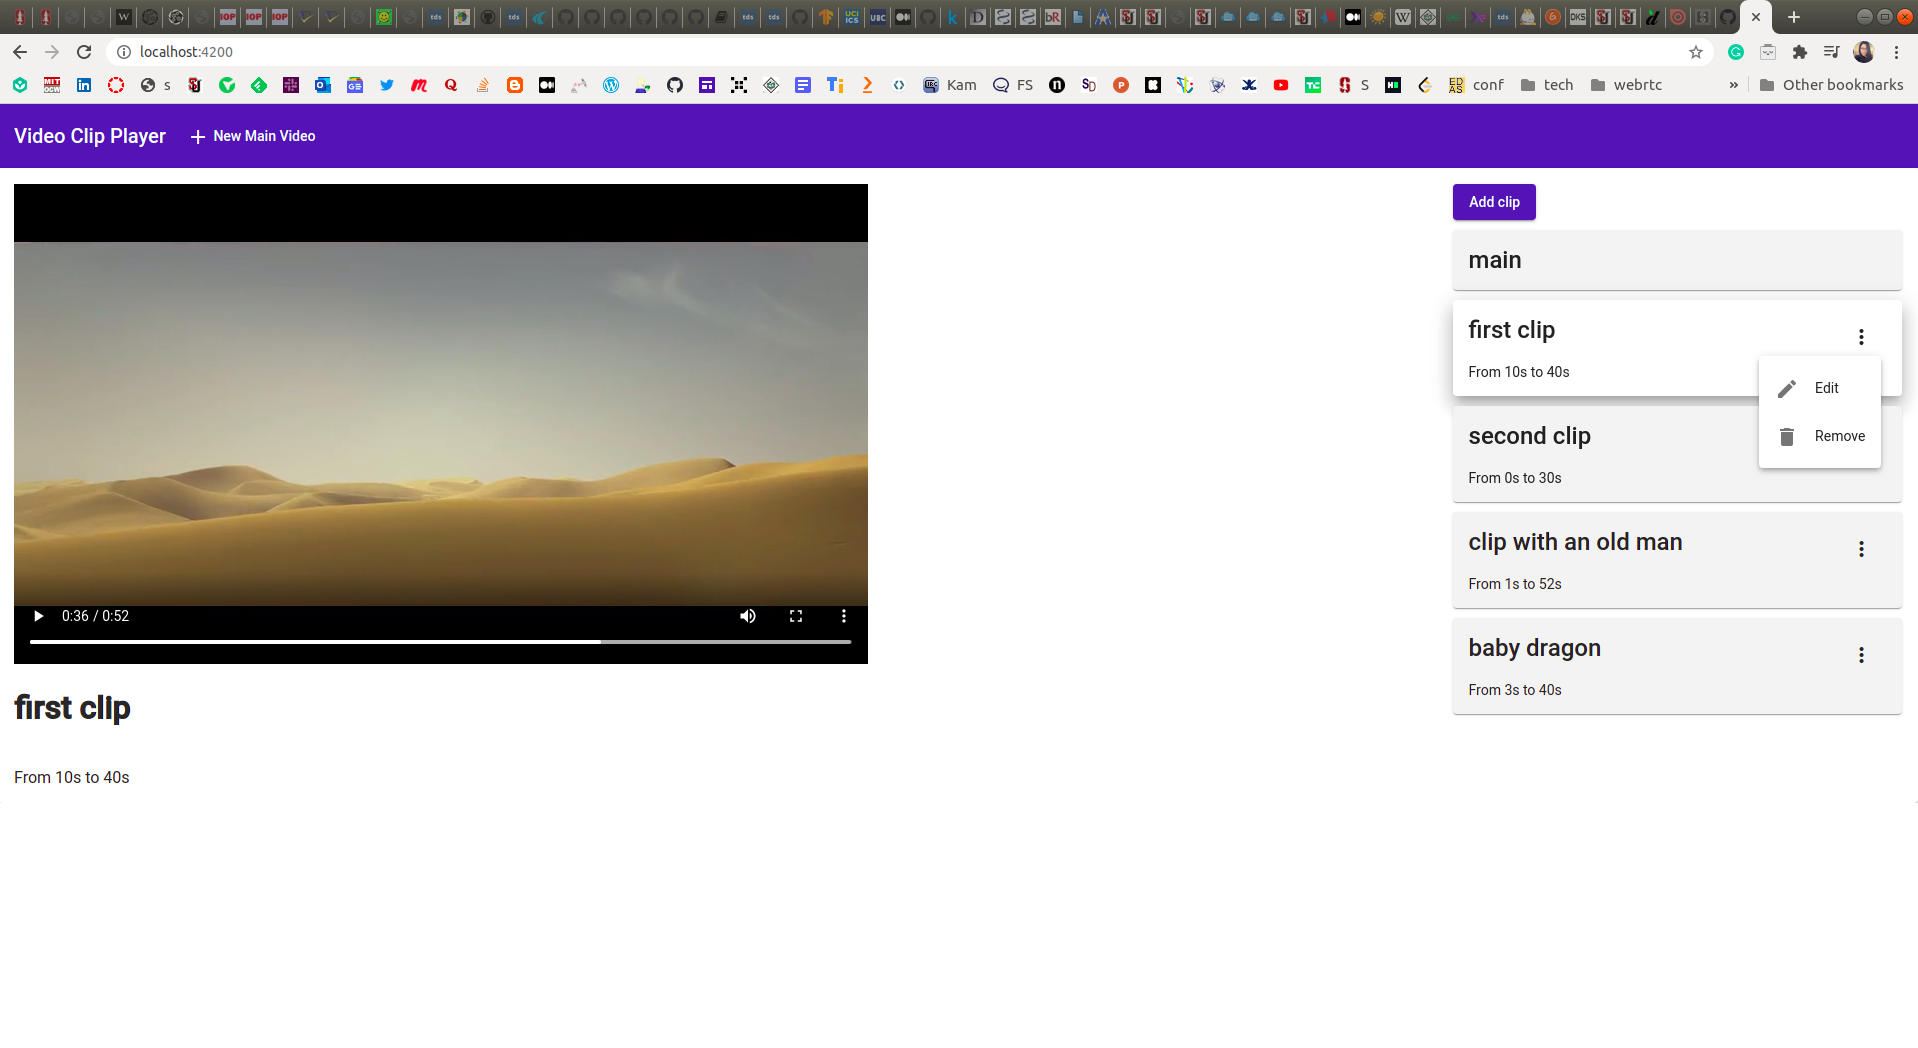 localhost:4200
s
Kam
FS
S
conf
tech
webrtc
»
Other bookmarks
Video Clip Player
New Main Video
Add clip
main
first clip
From 10s to 40s
Edit
Remove
second clip
From 0s to 30s
clip with an old man
From 1s to 52s
baby dragon
From 3s to 40s
0:36 / 0:52
first clip
From 10s to 40s